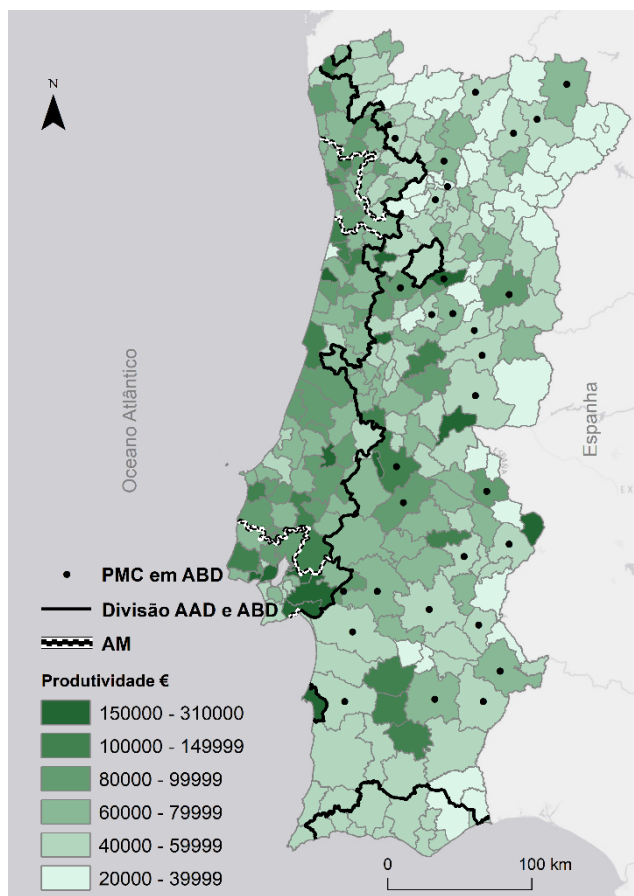 N
Oceano Atlântico
Espanha
PMC em ABD
Divisão AAD e ABD
AM
Produtividade €
150000 - 310000
100000 - 149999
80000 - 99999
60000 - 79999
40000 - 59999
20000 - 39999
0 100 km